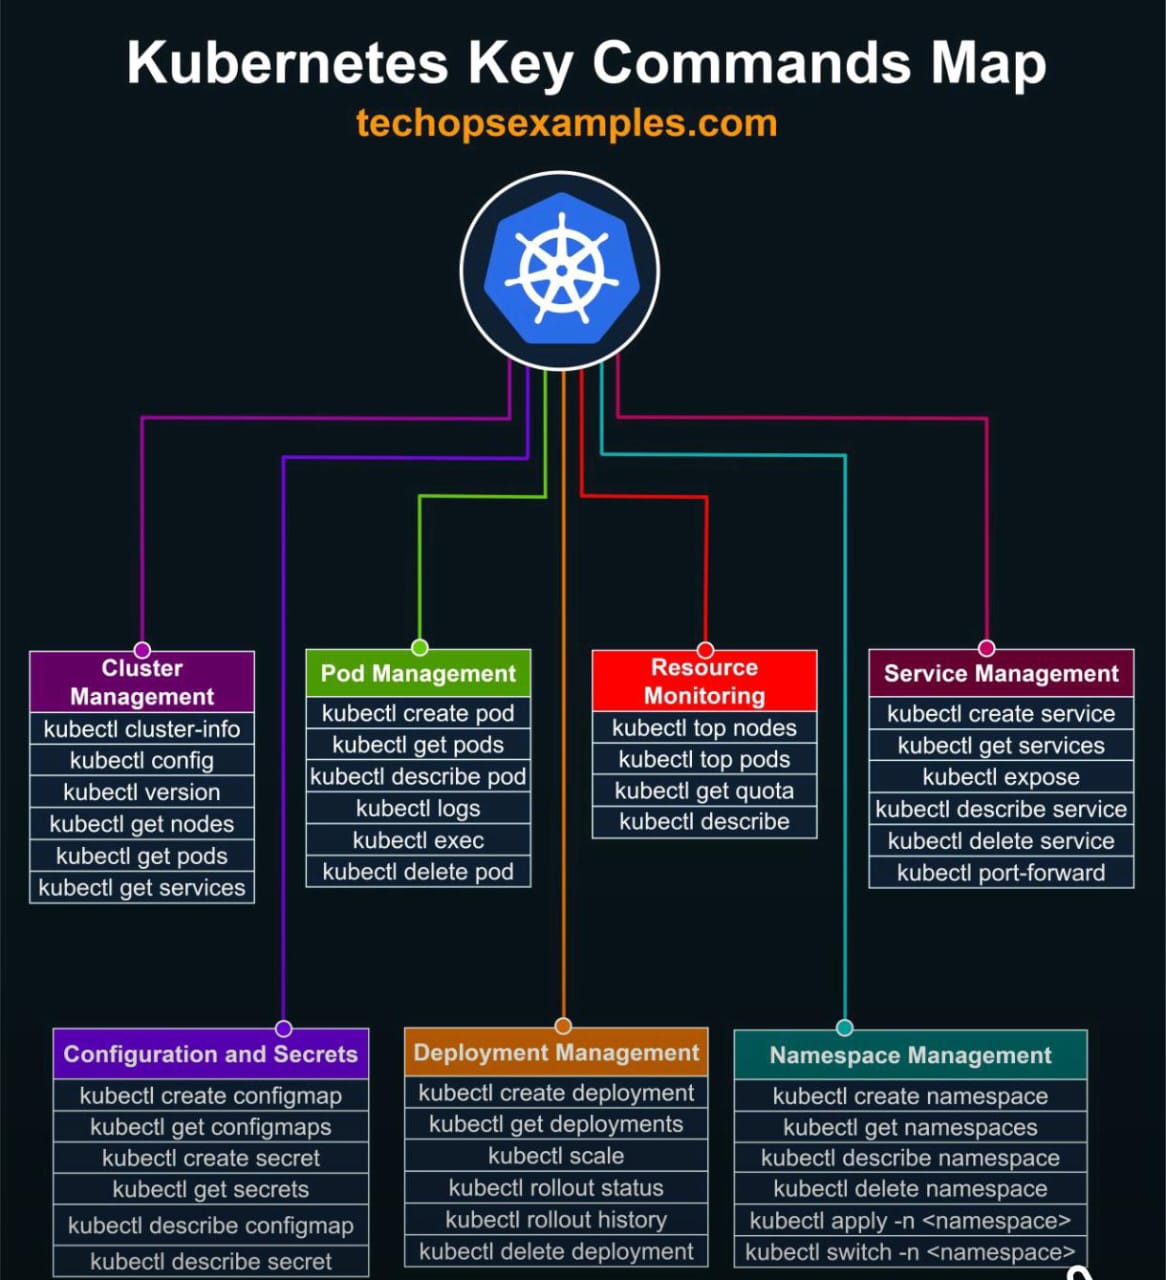 Kubernetes Key Commands Map
techopsexamples.com
Cluster
Management
kubectl cluster-info
kubectl config
kubectl version
kubectl get nodes
kubectl get pods
kubectl get services
Pod Management
kubectl create pod
kubectl get pods
kubectl describe pod
kubectl logs
kubectl exec
kubectl delete pod
Resource
Monitoring
kubectl top nodes
kubectl top pods
kubectl get quota
kubectl describe
Service Management
kubectl create service
kubectl get services
kubectl expose
kubectl describe service
kubectl delete service
kubectl port-forward
Configuration and Secrets
kubectl create configmap
kubectl get configmaps
kubectl create secret
kubectl get secrets
kubectl describe configmap
kubectl describe secret
Deployment Management
kubectl create deployment
kubectl get deployments
kubectl scale
kubectl rollout status
kubectl rollout history
kubectl delete deployment
Namespace Management
kubectl create namespace
kubectl get namespaces
kubectl describe namespace
kubectl delete namespace
kubectl apply -n <namespace>
kubectl switch -n <namespace>